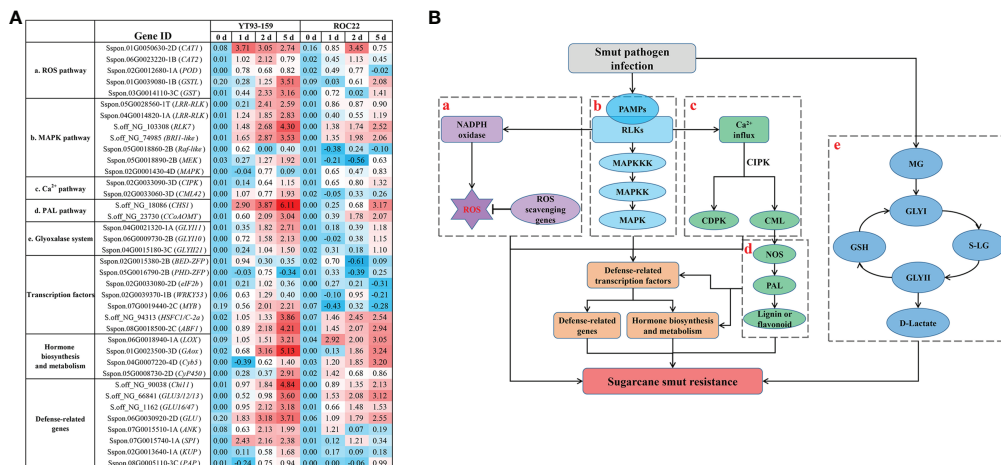 A
YT93-159 ROC22
Gene ID 0 d 1 d 2 d 5 d 0 d 1 d 2 d 5 d
a. ROS pathway
Sspon.01G0050630-2D (CAT1) 0.08 3.71 3.05 2.74 0.16 0.85 3.45 0.75
Sspon.06G0023220-1B (CAT2) 0.01 1.02 2.12 0.79 0.02 0.45 1.13 0.45
Sspon.02G0012680-1A (POD) 0.00 0.78 0.68 0.82 0.02 0.49 0.77 -0.02
Sspon.01G0039080-1B (GSTL) 0.20 0.28 1.25 3.51 0.09 0.03 0.61 2.08
Sspon.03G0014110-3C (GST) 0.01 0.44 2.33 3.16 0.00 0.72 0.02 1.41
b. MAPK pathway
Sspon.05G0028560-1T (LRR-RLK) 0.00 0.21 2.41 2.59 0.01 0.86 0.87 0.90
Sspon.04G0014820-1A (LRR-RLK) 0.01 1.24 1.85 2.83 0.00 0.40 0.55 1.19
S.off_NG_103308 (RLK7) 0.00 1.48 2.68 4.30 0.00 1.38 1.74 2.52
S.off_NG_74985 (BRI1-like) 0.01 1.65 2.87 3.53 0.00 1.35 1.98 2.06
Sspon.05G0018860-2B (Raf-like) 0.00 0.62 0.00 0.40 0.01 -0.38 0.24 -0.10
Sspon.05G0018890-2B (MEK) 0.03 0.27 1.27 1.92 0.01 -0.21 -0.56 0.63
Sspon.02G0001430-4D (MAPK) 0.00 -0.04 0.77 0.09 0.01 0.65 0.47 0.83
c. Ca²⁺ pathway
Sspon.02G0033090-3D (CIPK) 0.01 0.14 0.64 1.15 0.01 0.65 0.80 1.32
Sspon.02G0033060-3D (CML42) 0.00 1.07 0.77 1.93 0.02 -0.05 0.33 0.26
d. PAL pathway
S.off_NG_18086 (CHS1) 0.00 2.90 3.87 6.11 0.00 0.25 0.68 3.17
S.off_NG_23730 (CCoAOMT) 0.01 0.60 2.09 3.04 0.00 0.39 1.78 2.07
e. Glyoxalase system
Sspon.04G0021320-1A (GLYI11) 0.01 0.35 1.82 2.71 0.01 0.18 0.39 1.18
Sspon.06G0009730-2B (GLYI10) 0.00 0.72 1.58 2.13 0.00 -0.02 0.38 1.15
Sspon.04G0015180-3C (GLYII21) 0.00 0.24 1.04 1.50 0.02 0.31 0.18 1.10
Transcription factors
Sspon.02G0015380-2B (BED-ZFP) 0.01 0.94 0.30 0.35 0.02 0.70 -0.61 0.09
Sspon.05G0016790-2B (PHD-ZFP) 0.01 -0.03 0.75 -0.34 0.01 0.33 -0.39 0.25
Sspon.02G0033080-2D (eIF2b) 0.01 0.21 1.02 0.36 0.01 0.27 0.21 -0.31
Sspon.02G0039370-1B (WRKY53) 0.06 0.63 1.29 0.40 0.00 -0.10 0.95 -0.21
Sspon.07G0019440-2C (MYB) 0.19 0.56 2.01 2.21 0.07 -0.43 0.32 -0.28
S.off_NG_94313 (HSFC1/C-2a) 0.02 1.05 1.33 3.86 0.07 1.46 2.45 2.54
Sspon.08G0018500-2C (ABF1) 0.00 0.89 2.18 4.21 0.01 1.45 2.07 2.94
Hormone biosynthesis and metabolism
Sspon.06G0018940-1A (LOX) 0.09 1.05 1.51 3.21 0.04 2.92 2.00 3.05
Sspon.01G0023500-3D (GAox) 0.02 0.68 3.16 5.13 0.00 0.13 1.86 3.24
Sspon.04G0007220-4D (Cyb5) 0.00 -0.39 0.62 1.40 0.03 1.20 1.85 3.20
Sspon.05G0008730-2D (CyP450) 0.00 0.28 0.37 2.91 0.02 1.42 0.68 0.86
Defense-related genes
S.off_NG_90038 (Chi11) 0.01 0.97 1.84 4.84 0.00 0.89 1.35 2.13
S.off_NG_66841 (GLU3/12/13) 0.00 0.52 0.98 3.60 0.00 1.53 2.08 3.12
S.off_NG_1162 (GLU16/47) 0.00 0.95 2.12 3.18 0.01 0.66 1.48 1.53
Sspon.06G0030920-2D (GLU) 0.20 1.83 3.18 3.71 0.06 1.09 1.79 2.55
Sspon.07G0015510-2D (ANK) 0.08 0.63 2.13 1.99 0.01 1.21 0.07 0.19
Sspon.07G0015740-1A (SPI) 0.00 2.43 2.16 2.38 0.01 0.12 1.21 0.34
Sspon.02G0013640-1A (KUP) 0.01 0.11 0.58 1.68 0.00 0.17 0.09 0.18
Sspon.08G0005110-3C (PAP) 0.01 -0.24 0.75 0.94 0.00 0.00 -0.06 0.99
B
Smut pathogen
infection
a
NADPH
oxidase
ROS
ROS
scavenging
genes
b
PAMPs
RLKs
MAPKKK
MAPKK
MAPK
c
Ca²⁺
influx
CIPK
CDPK
CML
d
NOS
PAL
Lignin or
flavonoid
e
MG
GLYI
GSH
S-LG
GLYII
D-Lactate
Defense-related
transcription factors
Defense-related
genes
Hormone biosynthesis
and metabolism
Sugarcane smut resistance